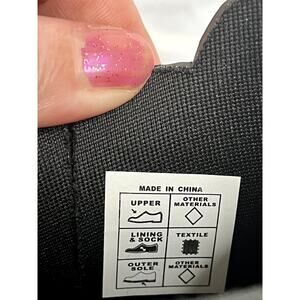 MADE IN CHINA
UPPER OTHER MATERIALS
LINING & SOCK TEXTILE
OUTER SOLE OTHER MATERIALS